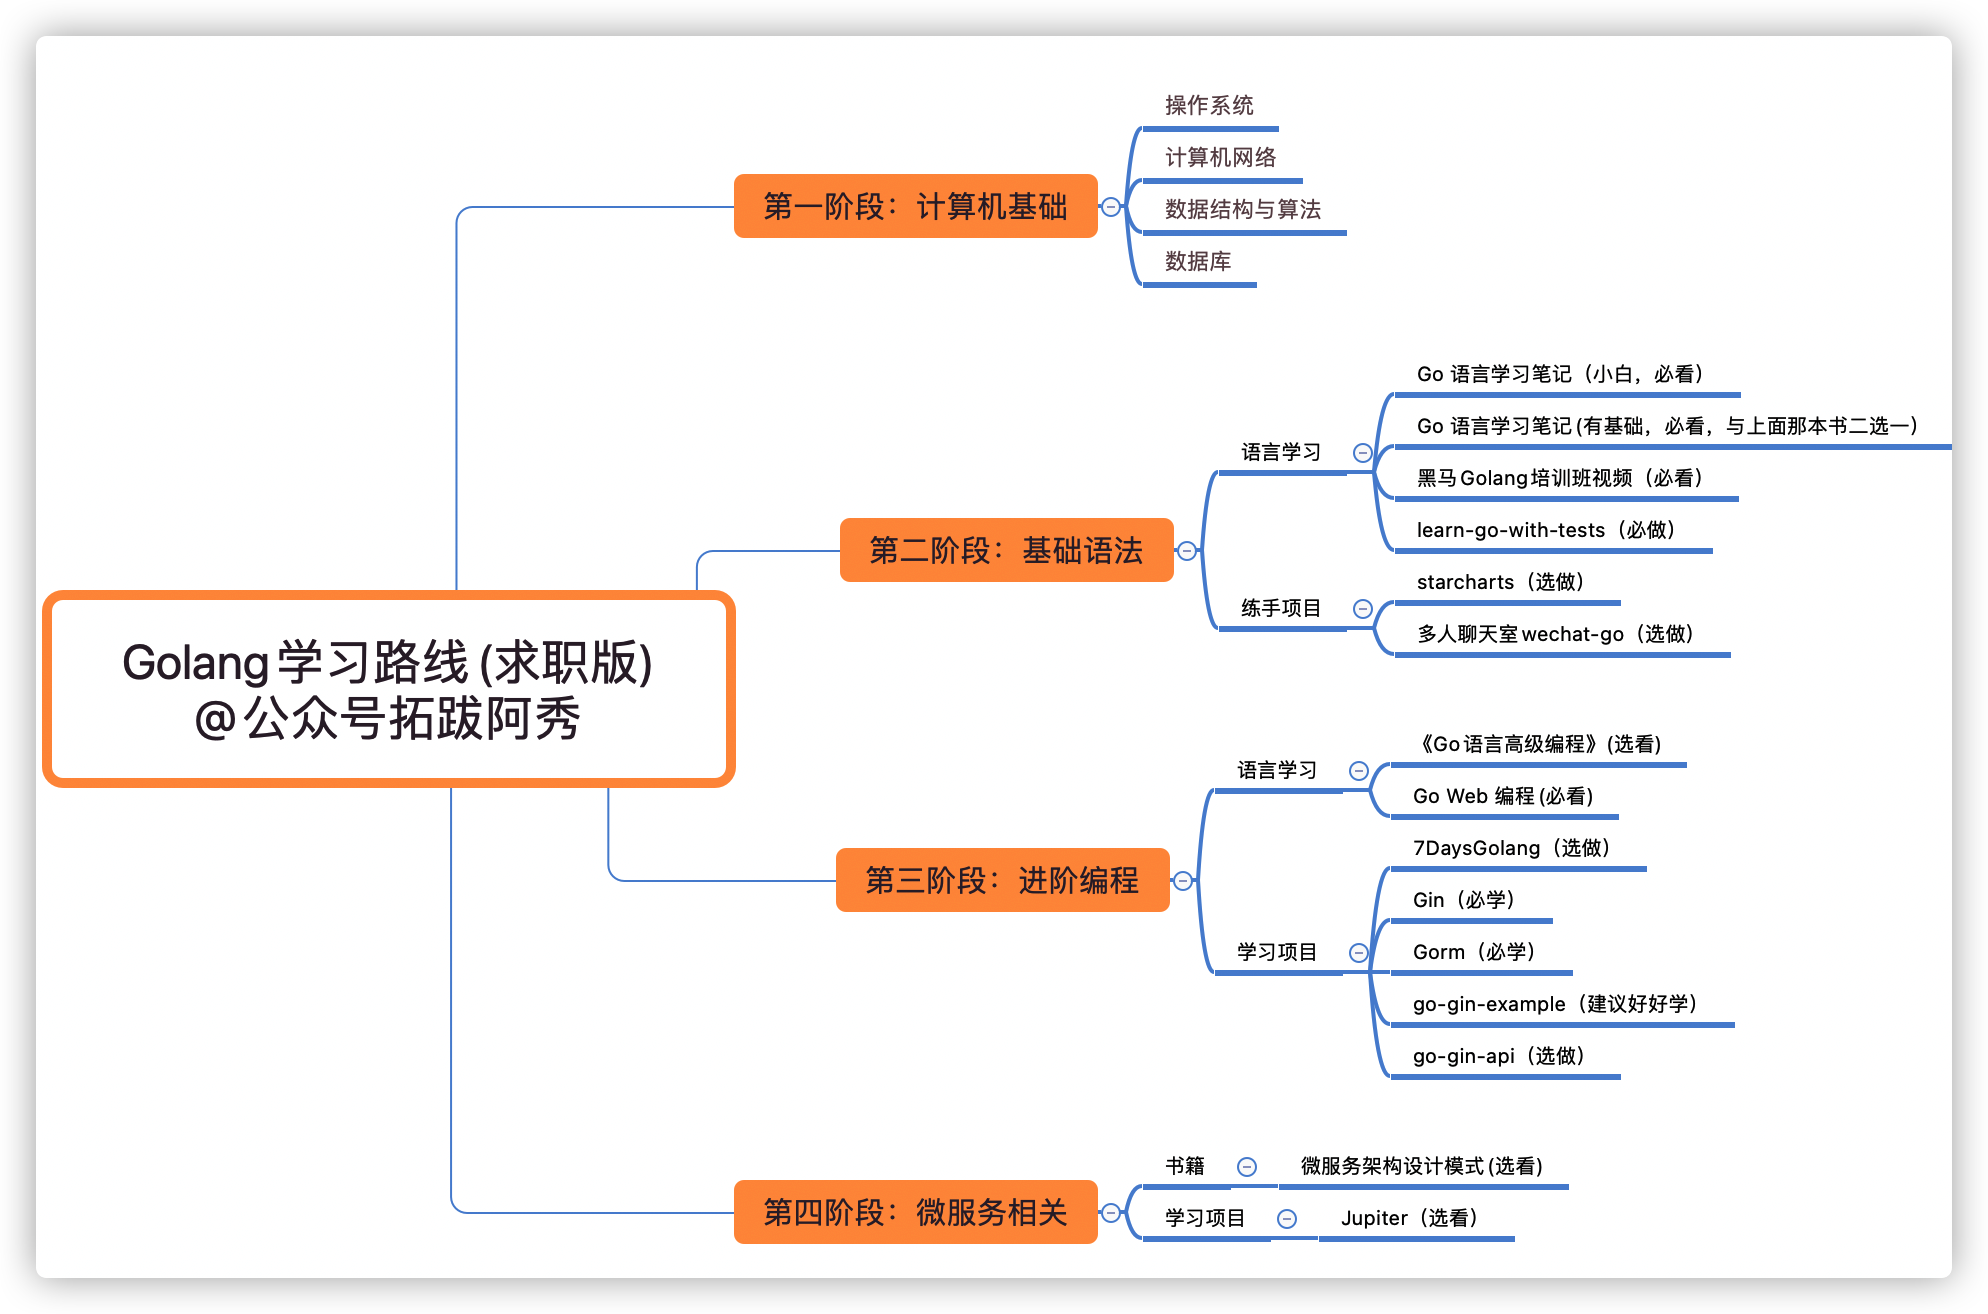 Golang学习路线(求职版)
@公众号拓跋阿秀
第一阶段：计算机基础
操作系统
计算机网络
数据结构与算法
数据库
第二阶段：基础语法
语言学习
Go 语言学习笔记（小白，必看）
Go 语言学习笔记(有基础，必看，与上面那本书二选一）
黑马Golang培训班视频（必看）
learn-go-with-tests（必做）
练手项目
starcharts（选做）
多人聊天室wechat-go（选做）
第三阶段：进阶编程
语言学习
《Go语言高级编程》(选看)
Go Web 编程(必看)
学习项目
7DaysGolang（选做）
Gin（必学）
Gorm（必学）
go-gin-example（建议好好学）
go-gin-api（选做）
第四阶段：微服务相关
书籍
微服务架构设计模式(选看)
学习项目
Jupiter（选看）